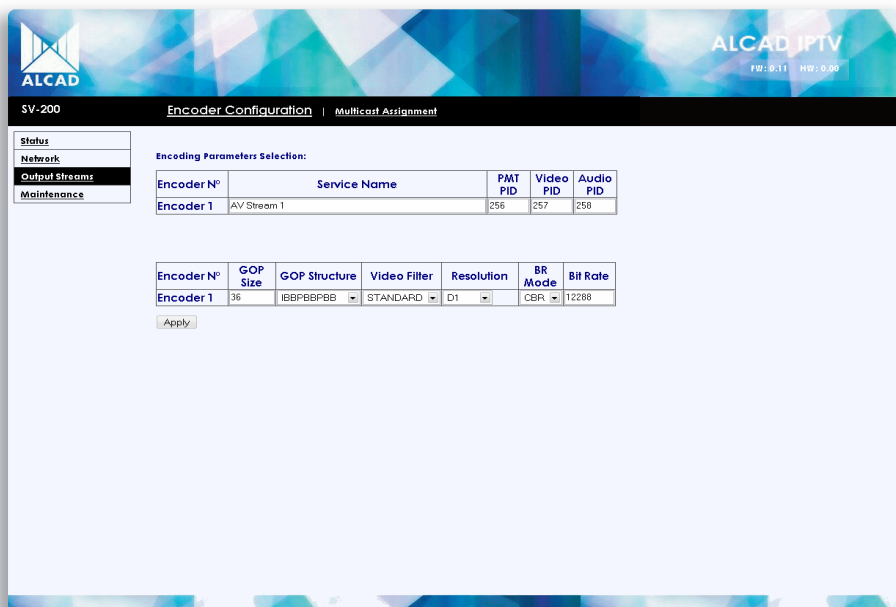 ALCAD IPTV
FW: 0.11 HW: 0.00
ALCAD
SV-200
Encoder Configuration | Multicast Assignment
Status
Network
Output Streams
Maintenance
Encoding Parameters Selection:
Encoder Nº Service Name PMT PID Video PID Audio PID
Encoder 1 AV Stream 1 256 257 258
Encoder Nº GOP Size GOP Structure Video Filter Resolution BR Mode Bit Rate
Encoder 1 36 IBBPBBPBB STANDARD D1 CBR 12288
Apply